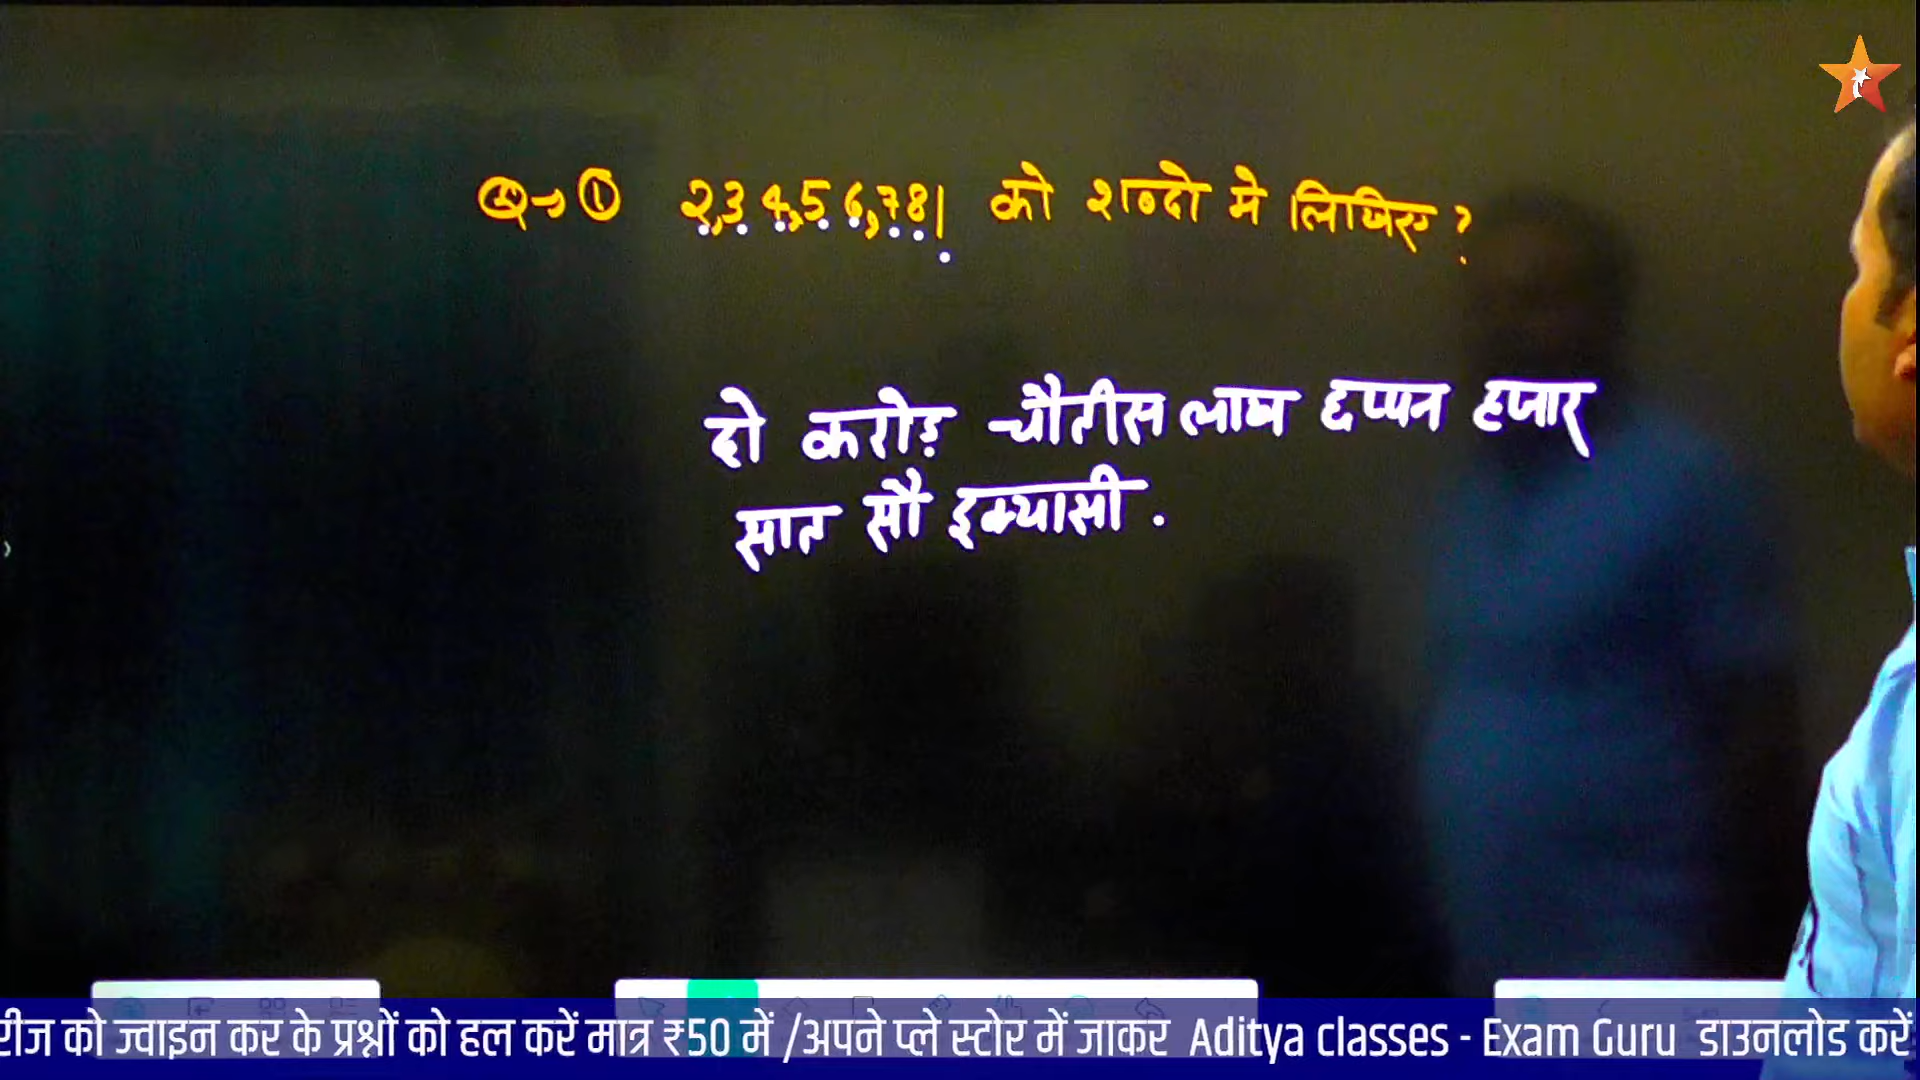 Q→ ① 2,34,56,781 को शब्दो मे लिखिए ?
दो करोड़ चौतीस लाख छप्पन हजार
सात सौ इक्यासी .
रीज को ज्वाइन कर के प्रश्नों को हल करें मात्र ₹50 में /अपने प्ले स्टोर में जाकर Aditya classes - Exam Guru डाउनलोड करें